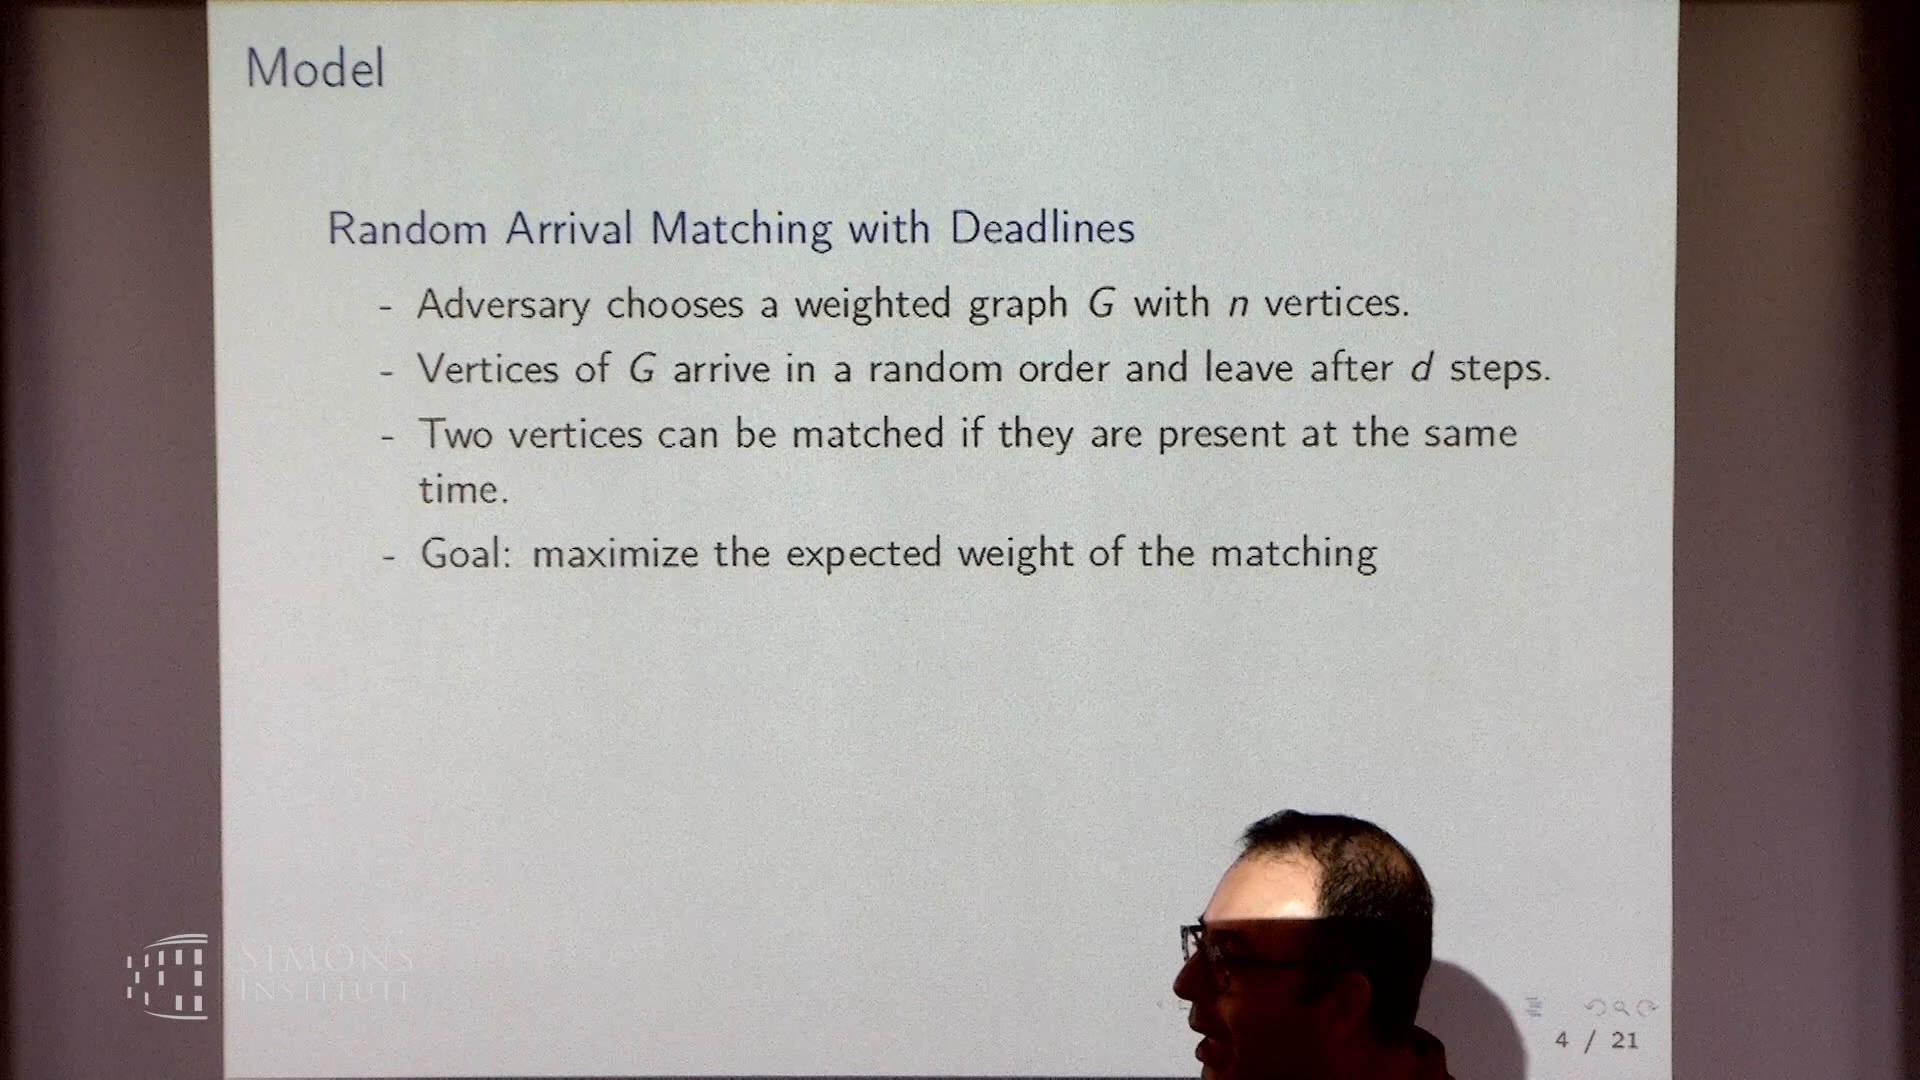 Model
Random Arrival Matching with Deadlines
- Adversary chooses a weighted graph G with n vertices.
- Vertices of G arrive in a random order and leave after d steps.
- Two vertices can be matched if they are present at the same
time.
- Goal: maximize the expected weight of the matching
SIMONS
INSTITUTE
4 / 21